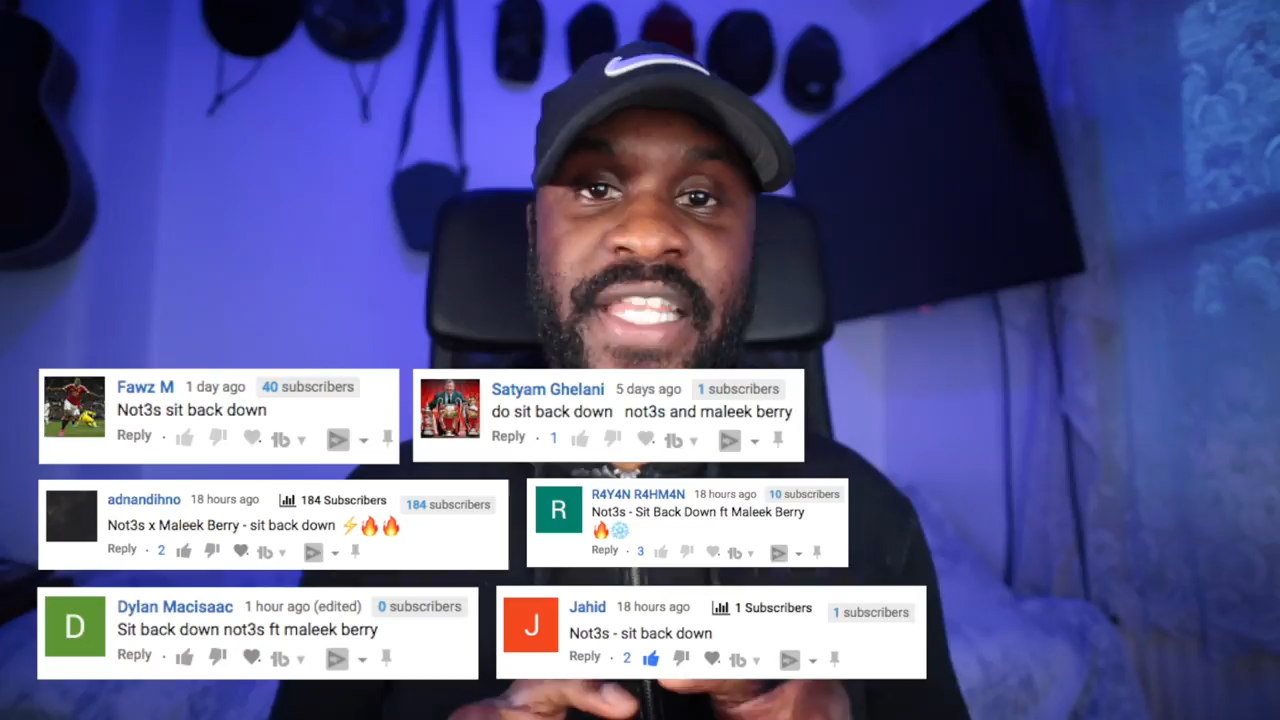 Fawz M 1 day ago 40 subscribers
Not3s sit back down
Reply
Satyam Ghelani 5 days ago 1 subscribers
do sit back down not3s and maleek berry
Reply · 1
adnandihno 18 hours ago 184 Subscribers 184 subscribers
Not3s x Maleek Berry - sit back down ⚡🔥🔥
Reply · 2
R
R4Y4N R4HM4N 18 hours ago 10 subscribers
Not3s - Sit Back Down ft Maleek Berry
🔥❄️
Reply · 3
D
Dylan Macisaac 1 hour ago (edited) 0 subscribers
Sit back down not3s ft maleek berry
Reply
J
Jahid 18 hours ago 1 Subscribers 1 subscribers
Not3s - sit back down
Reply · 2